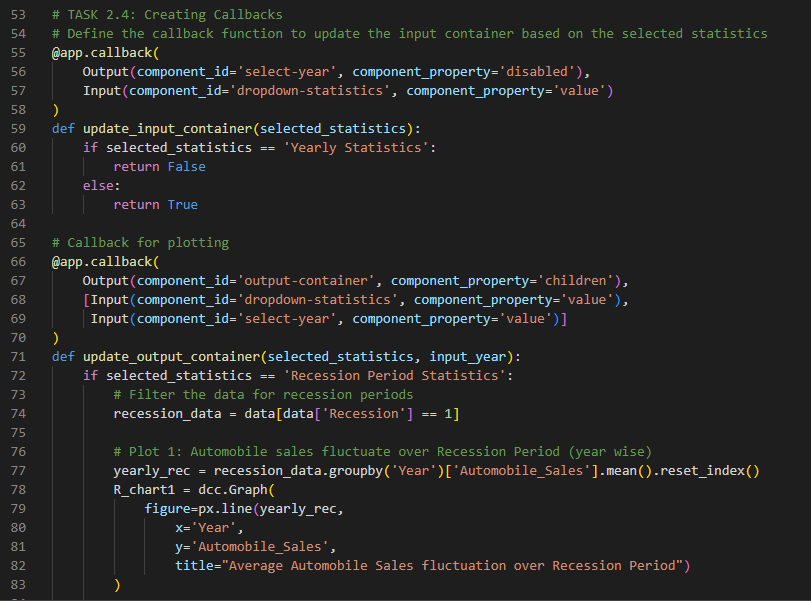 53 # TASK 2.4: Creating Callbacks
54 # Define the callback function to update the input container based on the selected statistics
55 @app.callback(
56     Output(component_id='select-year', component_property='disabled'),
57     Input(component_id='dropdown-statistics', component_property='value')
58 )
59 def update_input_container(selected_statistics):
60     if selected_statistics == 'Yearly Statistics':
61         return False
62     else:
63         return True
64
65 # Callback for plotting
66 @app.callback(
67     Output(component_id='output-container', component_property='children'),
68     [Input(component_id='dropdown-statistics', component_property='value'),
69      Input(component_id='select-year', component_property='value')]
70 )
71 def update_output_container(selected_statistics, input_year):
72     if selected_statistics == 'Recession Period Statistics':
73         # Filter the data for recession periods
74         recession_data = data[data['Recession'] == 1]
75
76         # Plot 1: Automobile sales fluctuate over Recession Period (year wise)
77         yearly_rec = recession_data.groupby('Year')['Automobile_Sales'].mean().reset_index()
78         R_chart1 = dcc.Graph(
79             figure=px.line(yearly_rec,
80                 x='Year',
81                 y='Automobile_Sales',
82                 title="Average Automobile Sales fluctuation over Recession Period")
83         )